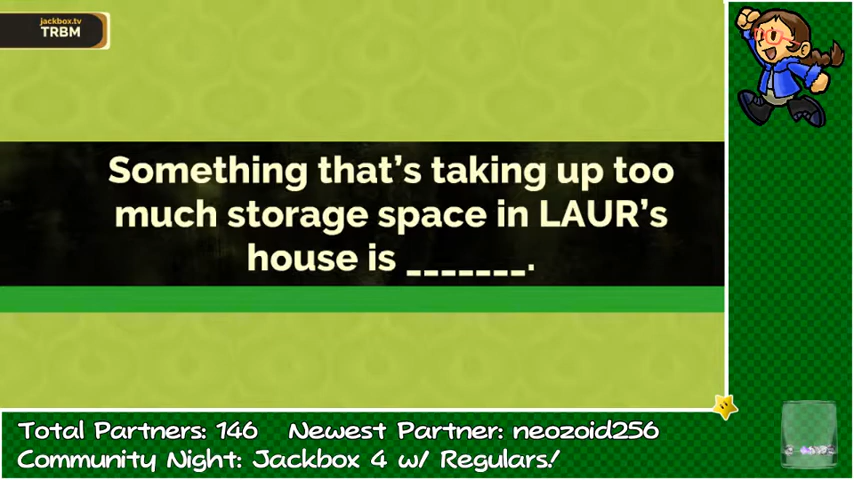 jackbox.tv
TRBM
Something that's taking up too
much storage space in LAUR's
house is _______.
Total Partners: 146 Newest Partner: neozoid256
Community Night: Jackbox 4 w/ Regulars!